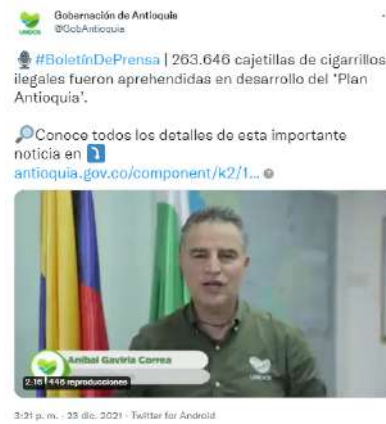 Gobernación de Antioquia
@GobAntioquia
#BoletínDePrensa | 263.646 cajetillas de cigarrillos
ilegales fueron aprehendidas en desarrollo del 'Plan
Antioquia'.
Conoce todos los detalles de esta importante
noticia en
antioquia.gov.co/component/k2/1...
UNIDOS
Aníbal Gaviria Correa
2:16 446 reproducciones
3:21 p. m. · 23 dic. 2021 · Twitter for Android